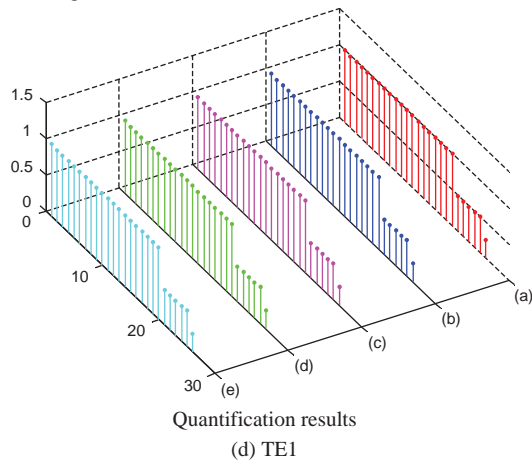 1.5
1
0.5
0
0
10
20
30
(a)
(b)
(c)
(d)
(e)
Quantification results
(d) TE1